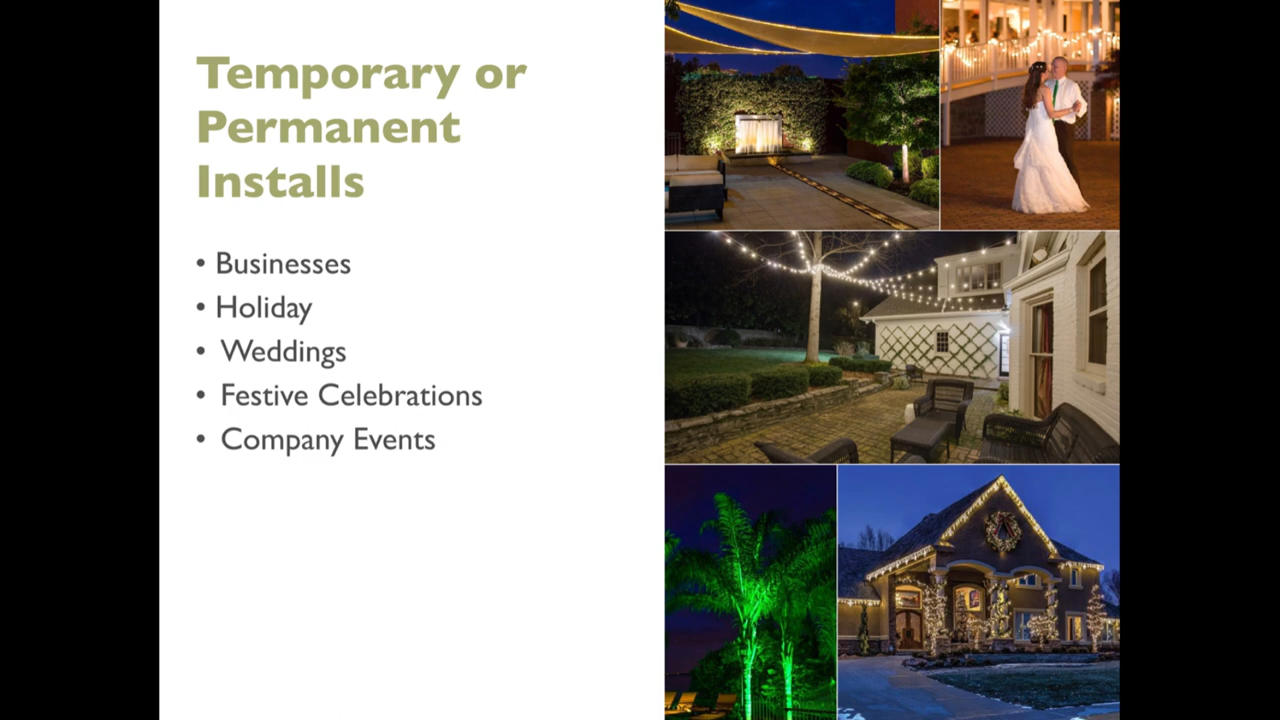 Temporary or
Permanent
Installs
• Businesses
• Holiday
• Weddings
• Festive Celebrations
• Company Events